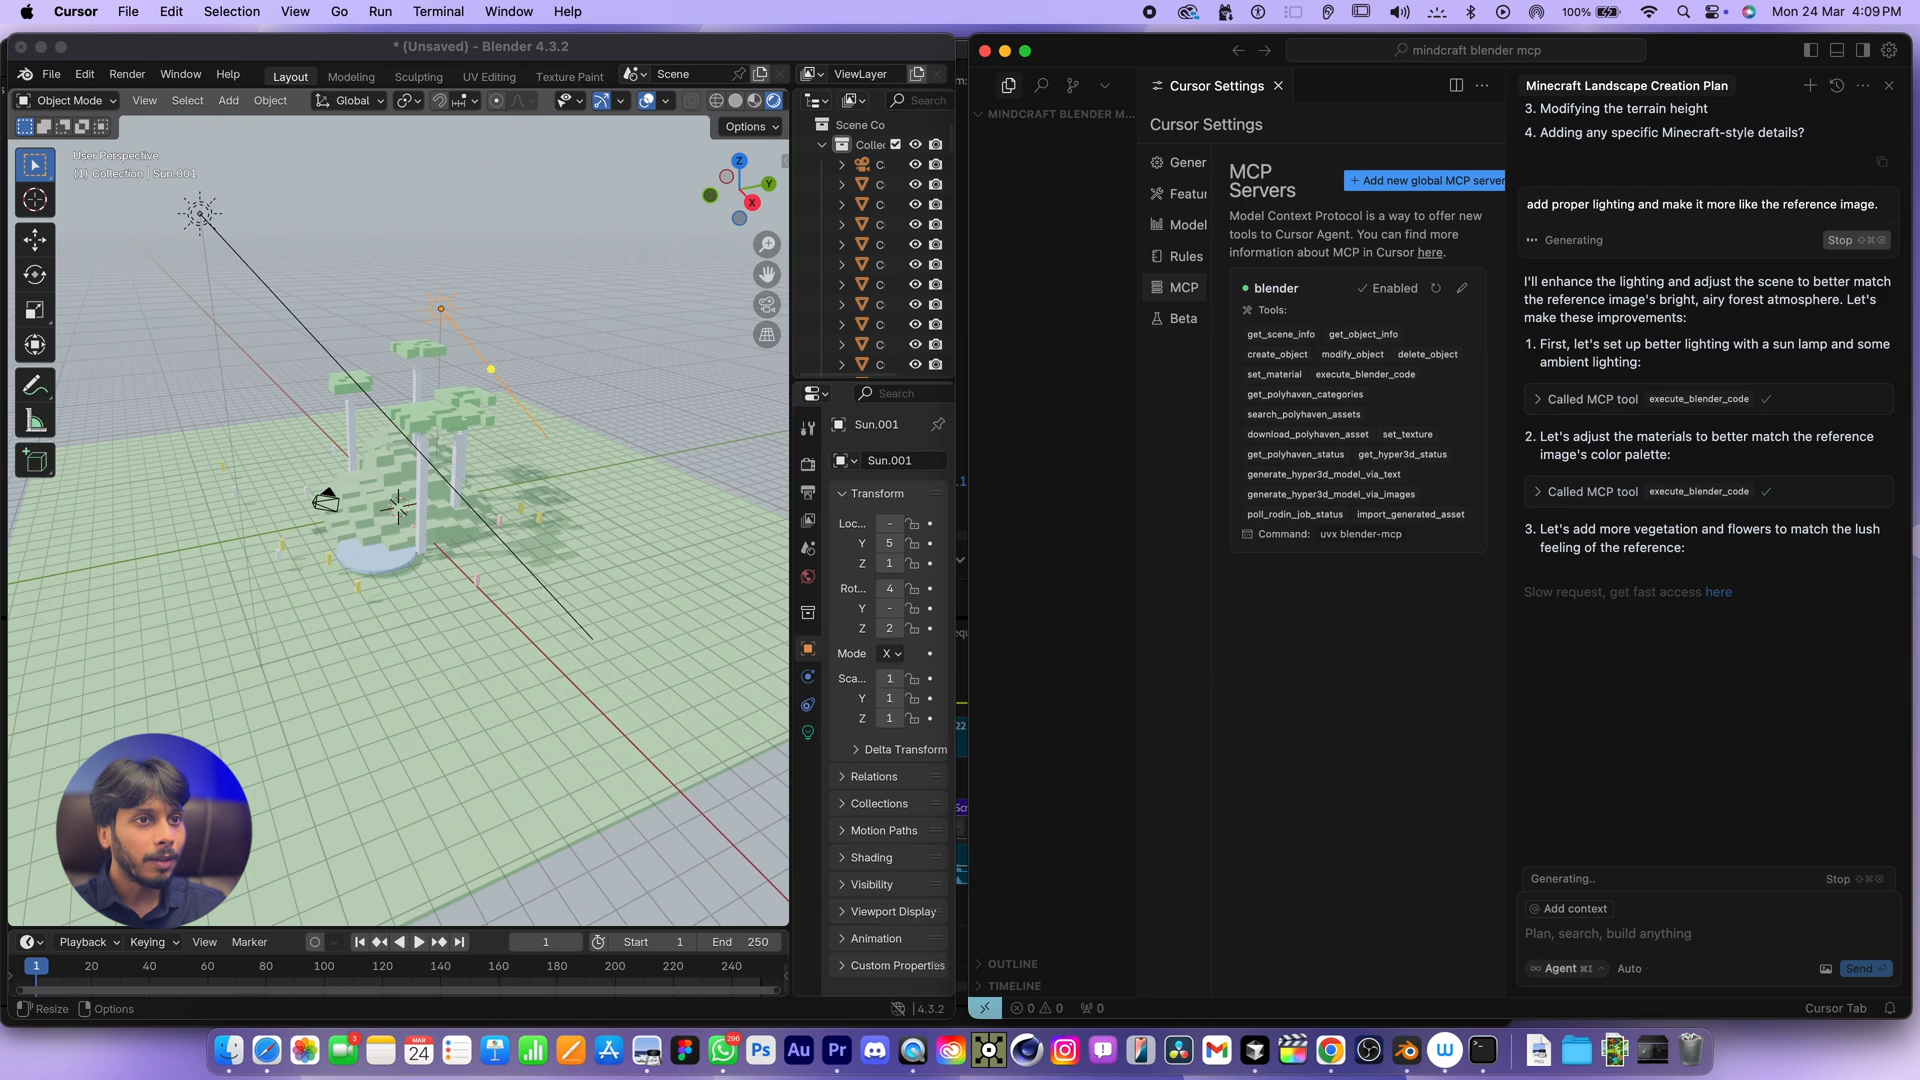 Cursor File Edit Selection View Go Run Terminal Window Help 100% Mon 24 Mar 4:09 PM
* (Unsaved) - Blender 4.3.2
File Edit Render Window Help Layout Modeling Sculpting UV Editing Texture Paint Scene ViewLayer
Object Mode View Select Add Object Global Search
Options
User Perspective
(1) Collection | Sun.001
Z
Y
X
Scene Co
Collec
C
C
C
C
C
C
C
C
C
C
C
Search
Sun.001
Sun.001
Transform
Loc... -
Y 5
Z 1
Rot... 4
Y -
Z 2
Mode X
Sca... 1
Y 1
Z 1
Delta Transform
Relations
Collections
Motion Paths
Shading
Visibility
Viewport Display
Animation
Custom Properties
Playback Keying View Marker 1 Start 1 End 250
1 20 40 60 80 100 120 140 160 180 200 220 240
Resize Options 4.3.2
mindcraft blender mcp
MINDCRAFT BLENDER M...
OUTLINE
TIMELINE
Cursor Settings
Cursor Settings
Gener
Featur
Model
Rules
MCP
Beta
MCP
Servers
+ Add new global MCP server
Model Context Protocol is a way to offer new
tools to Cursor Agent. You can find more
information about MCP in Cursor here.
blender Enabled
Tools:
get_scene_info get_object_info
create_object modify_object delete_object
set_material execute_blender_code
get_polyhaven_categories
search_polyhaven_assets
download_polyhaven_asset set_texture
get_polyhaven_status get_hyper3d_status
generate_hyper3d_model_via_text
generate_hyper3d_model_via_images
poll_rodin_job_status import_generated_asset
Command: uvx blender-mcp
Minecraft Landscape Creation Plan
3. Modifying the terrain height
4. Adding any specific Minecraft-style details?
add proper lighting and make it more like the reference image.
Generating Stop
I'll enhance the lighting and adjust the scene to better match
the reference image's bright, airy forest atmosphere. Let's
make these improvements:
1. First, let's set up better lighting with a sun lamp and some
ambient lighting:
Called MCP tool execute_blender_code
2. Let's adjust the materials to better match the reference
image's color palette:
Called MCP tool execute_blender_code
3. Let's add more vegetation and flowers to match the lush
feeling of the reference:
Slow request, get fast access here
Generating.. Stop
@ Add context
Plan, search, build anything
Agent ⌘I Auto Send
0 0 0 Cursor Tab
3 MAR 24 296 Ps Au Pr